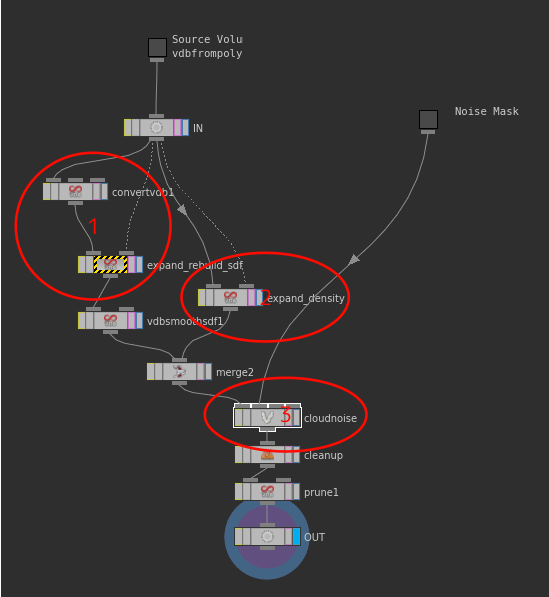 Source Volu
vdbfrompoly
Noise Mask
IN
convertvdb1
1
expand_rebuild_sdf
2
expand_density
vdbsmoothsdf1
merge2
3
cloudnoise
cleanup
prune1
OUT